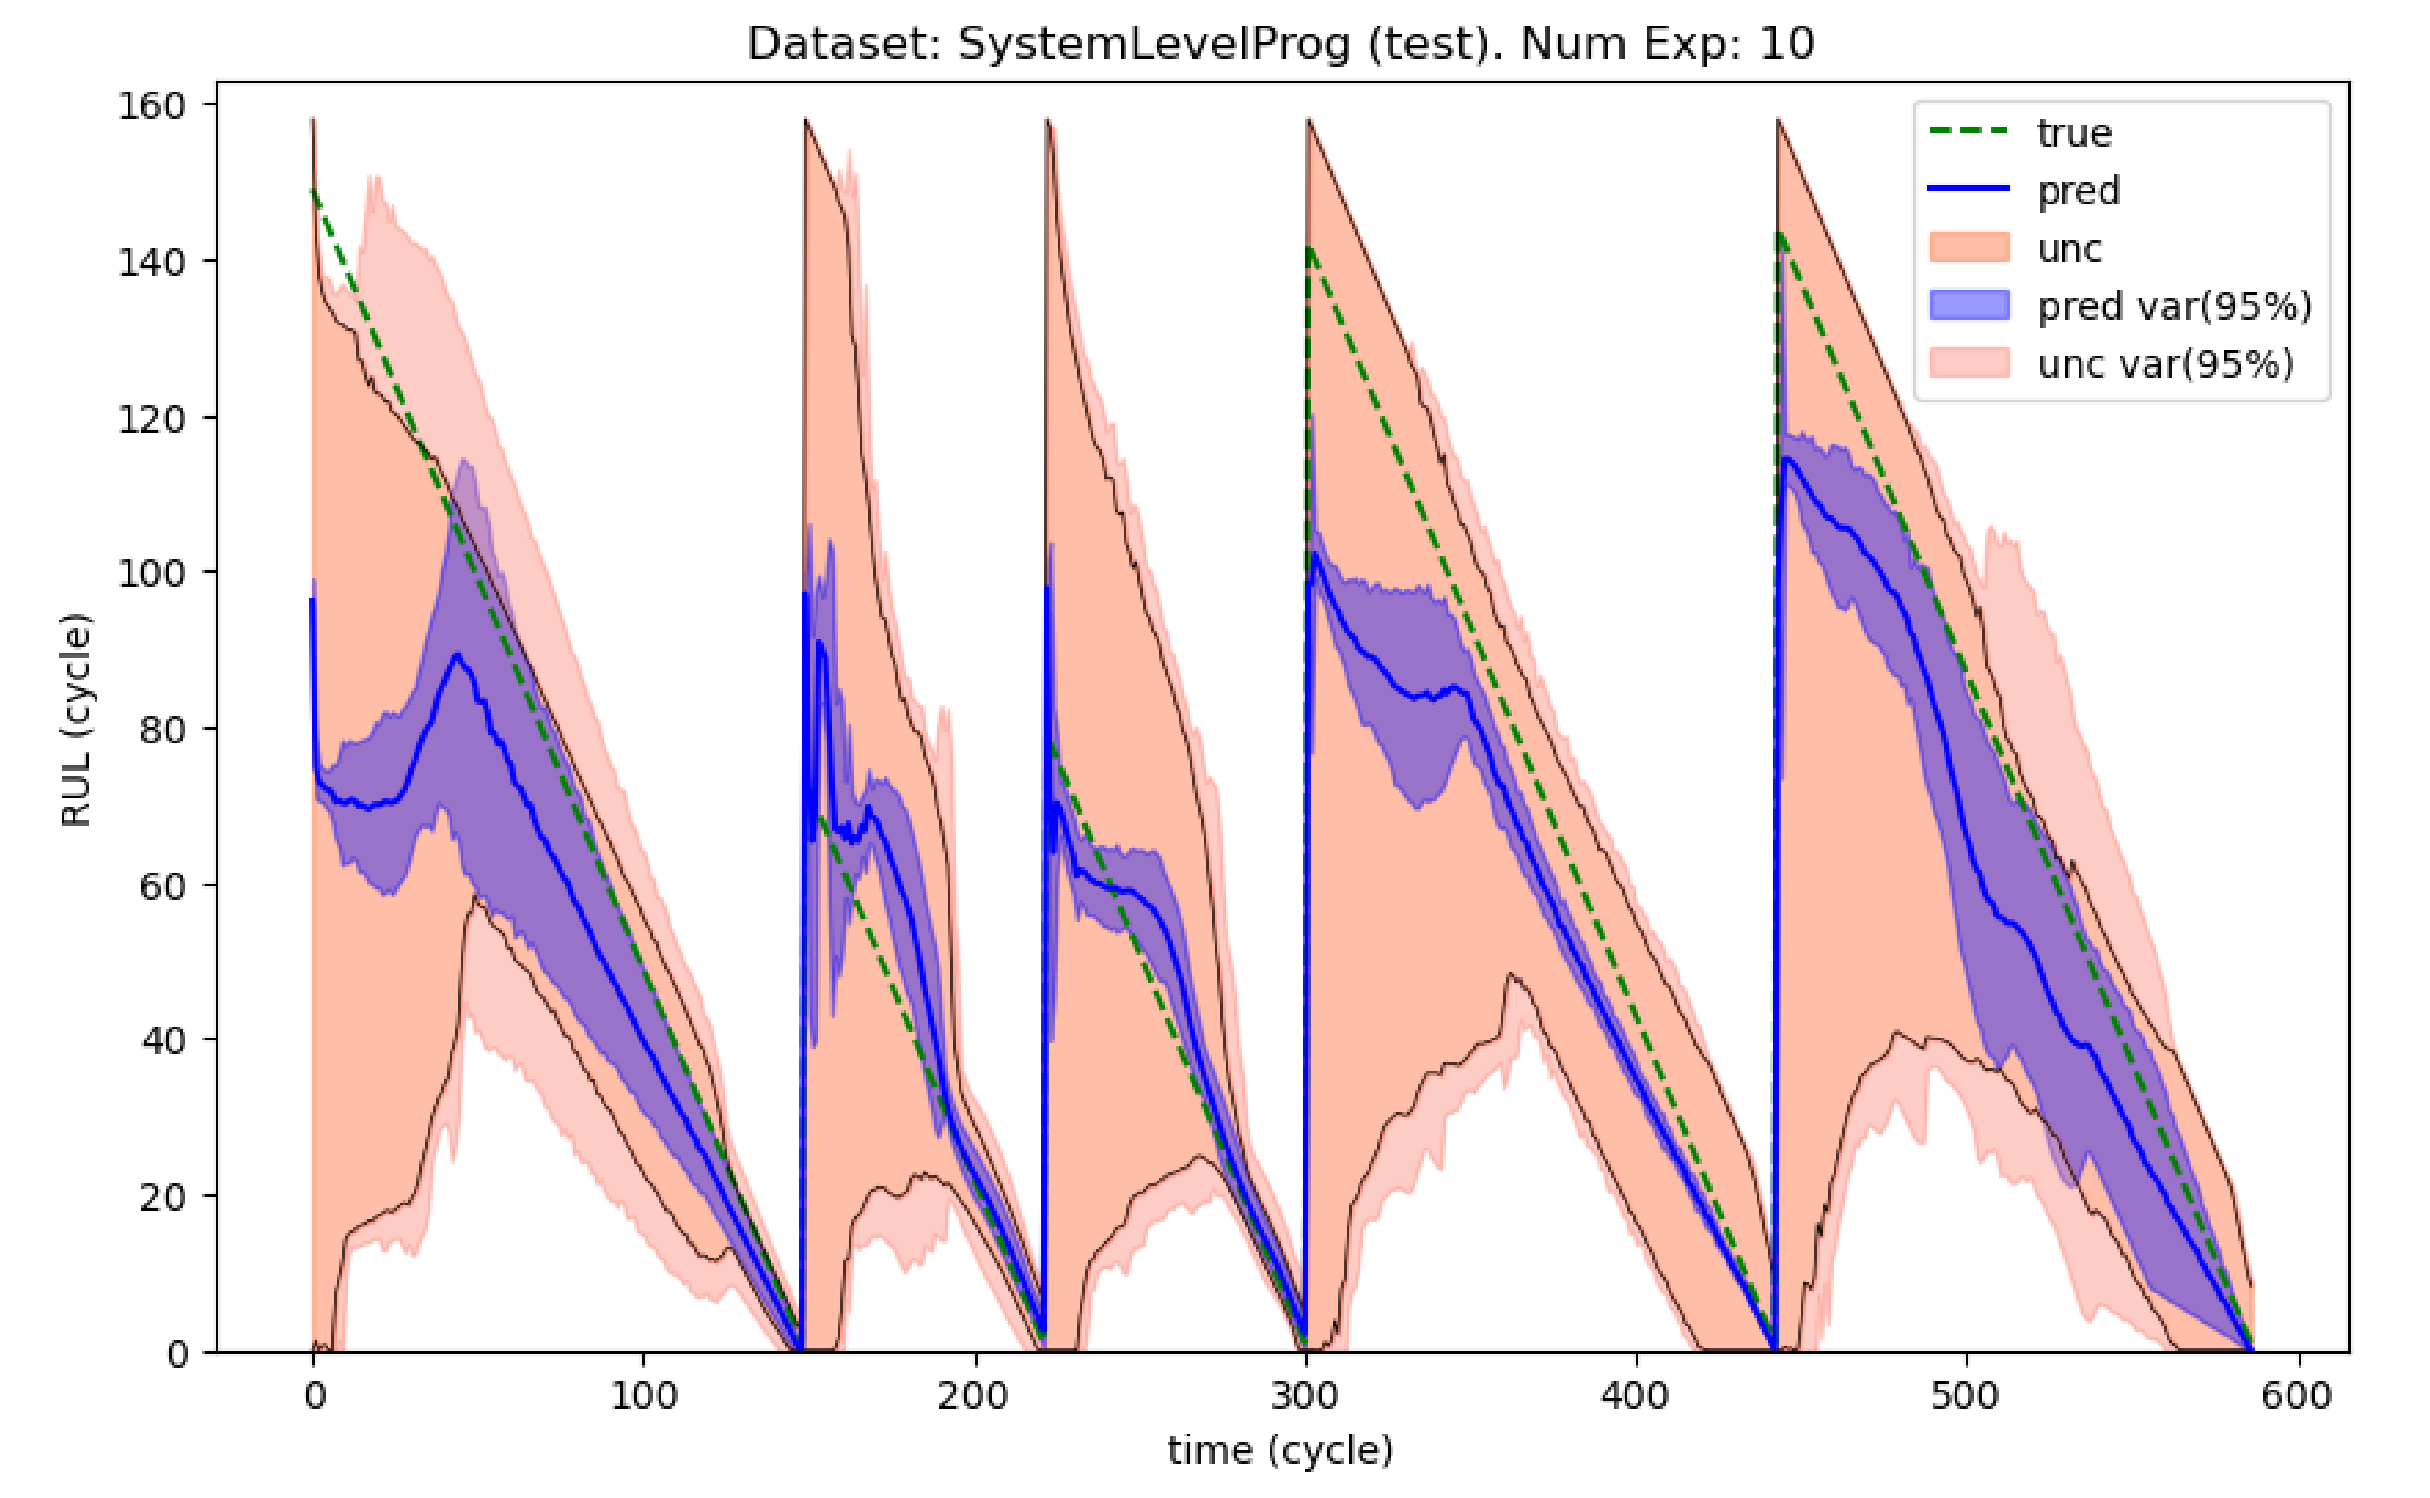 Dataset: SystemLevelProg (test). Num Exp: 10
160
140
120
100
80
60
40
20
0
RUL (cycle)
true
pred
unc
pred var(95%)
unc var(95%)
0 100 200 300 400 500 600
time (cycle)